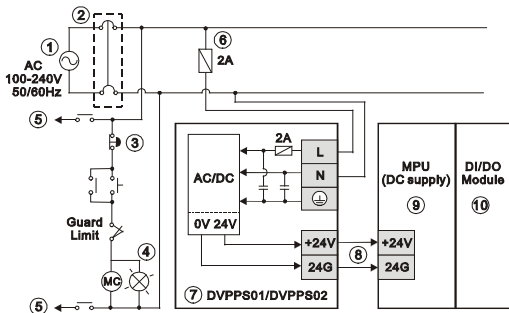 ②
①
⑥
AC
100-240V
50/60Hz
2A
⑤
③
2A
L
AC/DC
N
MPU
(DC supply)
DI/DO
Module
⑨
⑩
Guard
Limit
0V 24V
+24V
+24V
④
24G
⑧
24G
MC
⑤
⑦ DVPPS01/DVPPS02